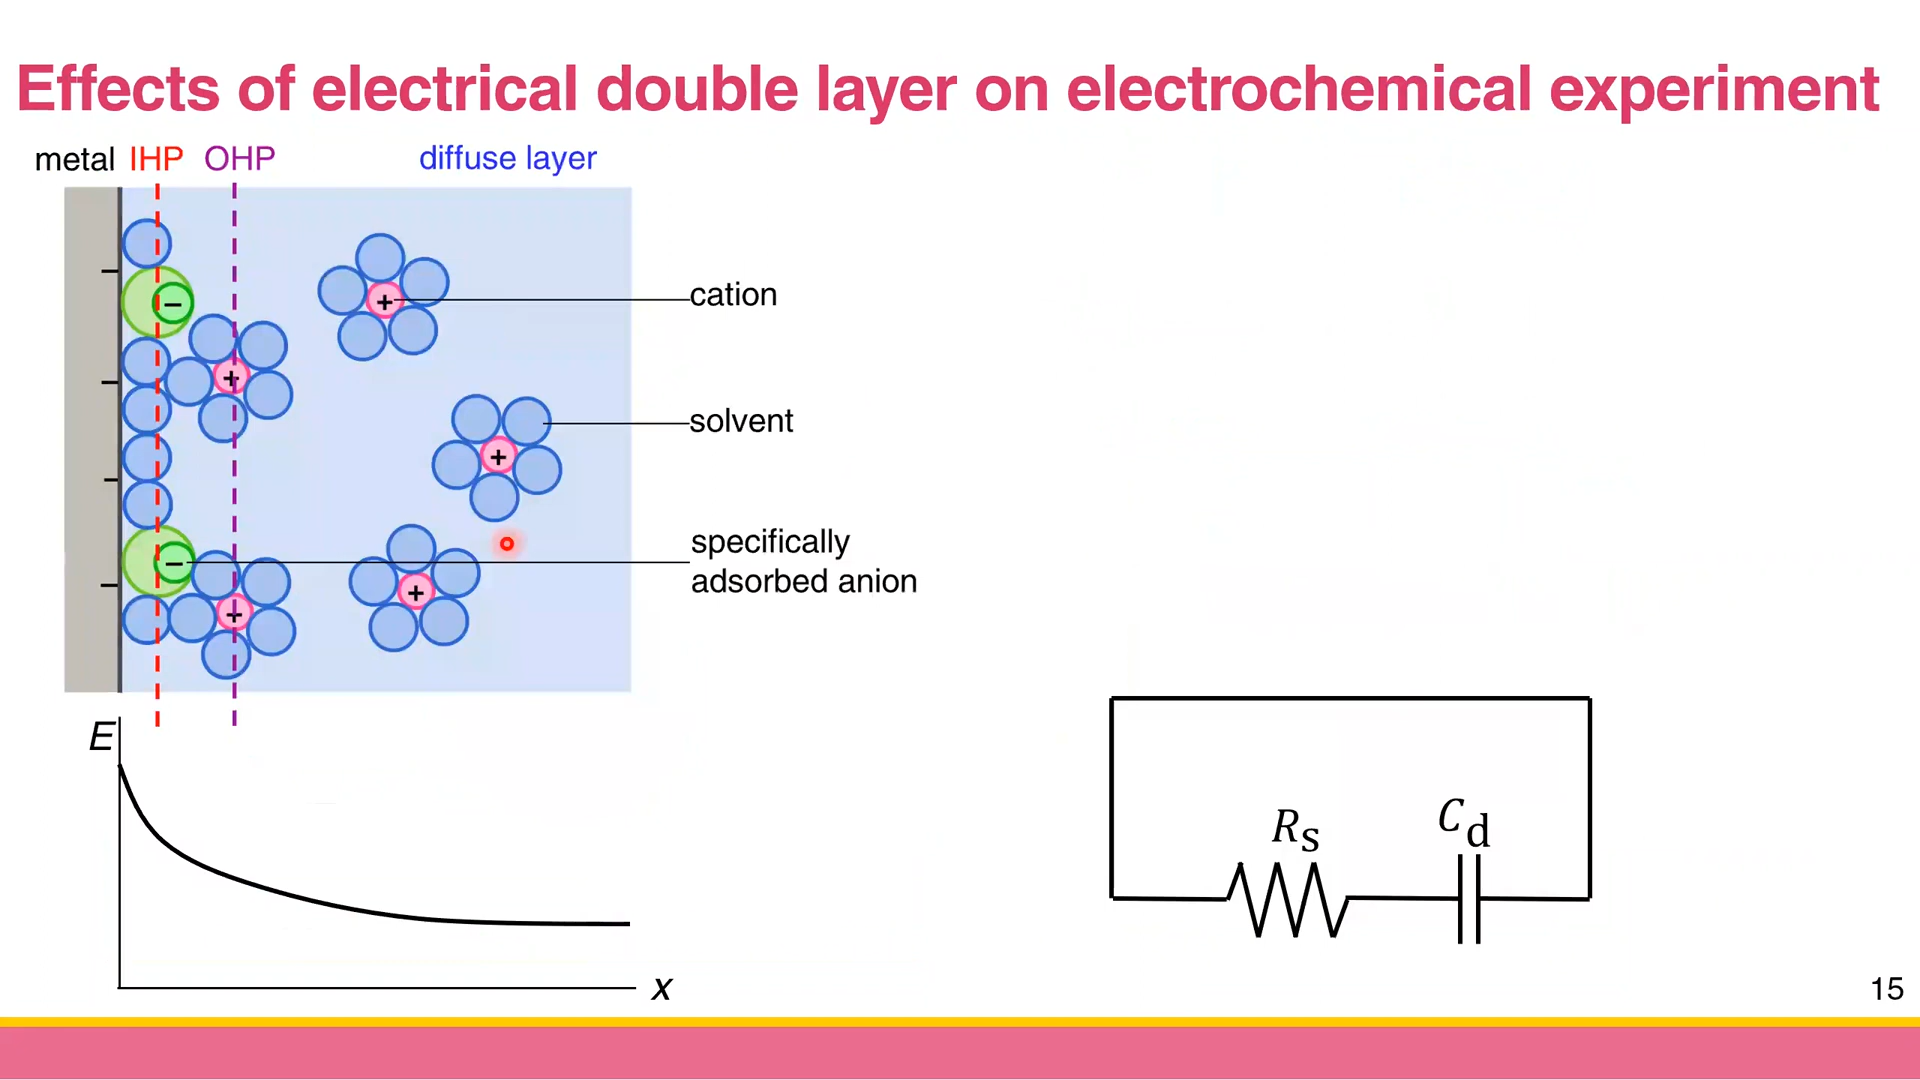 Effects of electrical double layer on electrochemical experiment
metal IHP OHP diffuse layer
−
+
cation
+
solvent
+
specifically
adsorbed anion
−
+
+
E
x
Rs
Cd
15